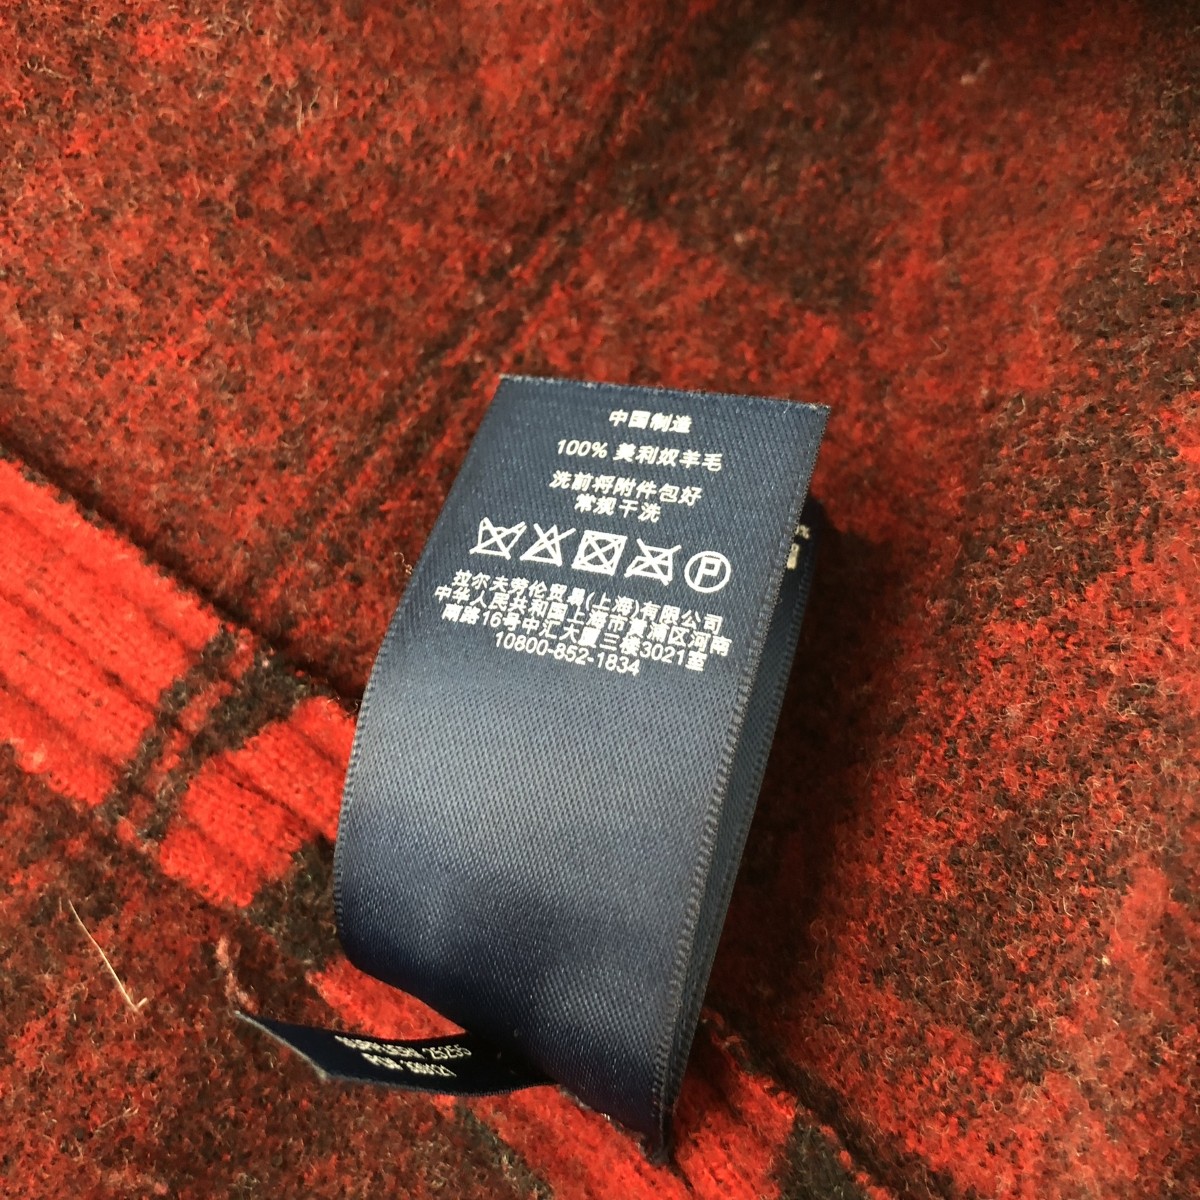 中国制造
100% 美利奴羊毛
洗前将附件包好
常规干洗
P
拉尔夫劳伦贸易(上海)有限公司
中华人民共和国上海市黄浦区河南
南路16号中汇大厦三楼3021室
10800-852-1834
%
SUPPLIER 25255